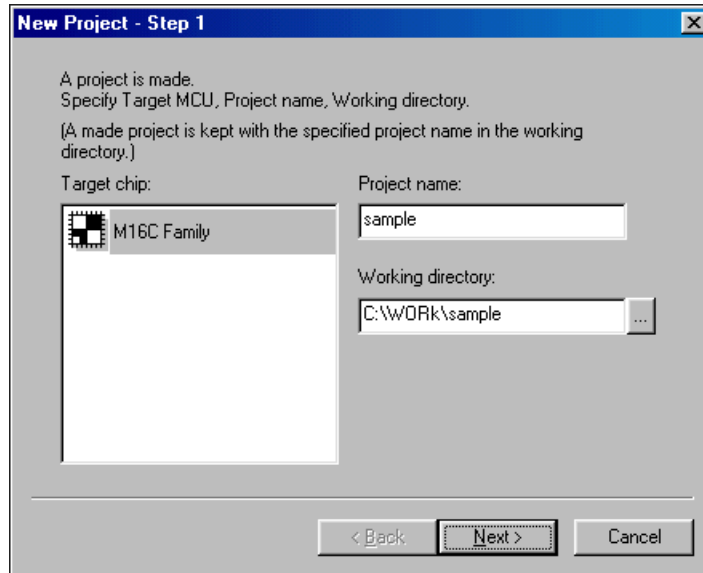 New Project - Step 1
A project is made.
Specify Target MCU, Project name, Working directory.
(A made project is kept with the specified project name in the working
directory.)
Target chip:
M16C Family
Project name:
sample
Working directory:
C:\WORk\sample
...
< Back
Next >
Cancel